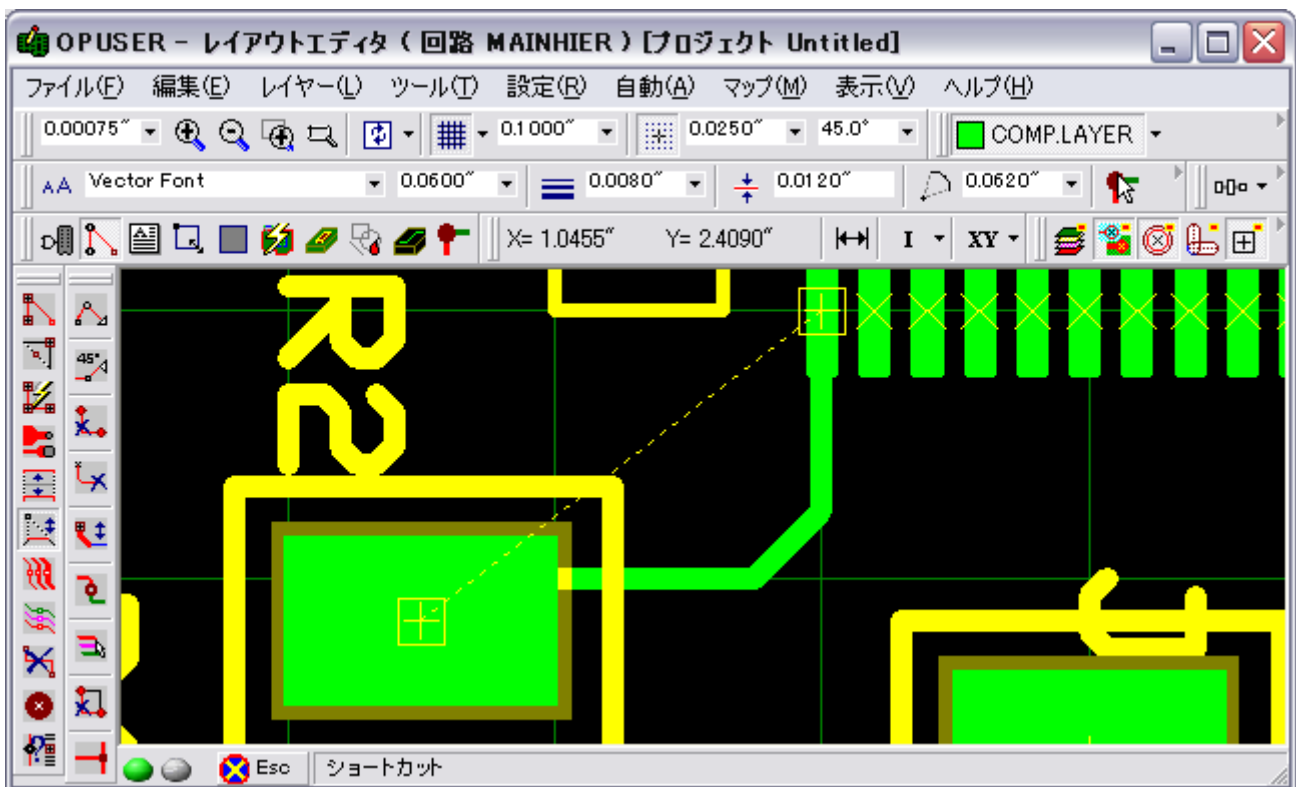 OPUSER - レイアウトエディタ ( 回路 MAINHIER ) [プロジェクト Untitled]
ファイル(F) 編集(E) レイヤー(L) ツール(T) 設定(R) 自動(A) マップ(M) 表示(V) ヘルプ(H)
0.00075" 0.1000" 0.0250" 45.0° COMP.LAYER
AA Vector Font 0.0600" 0.0080" 0.0120" 0.0620"
X= 1.0455" Y= 2.4090" I XY
45°
R2
Esc ショートカット